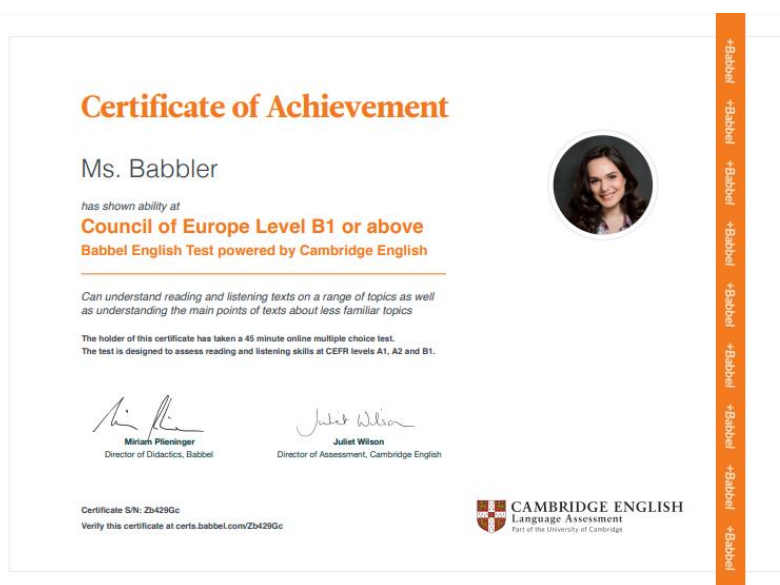 Certificate of Achievement
Ms. Babbler
has shown ability at
Council of Europe Level B1 or above
Babbel English Test powered by Cambridge English
Can understand reading and listening texts on a range of topics as well
as understanding the main points of texts about less familiar topics
The holder of this certificate has taken a 45 minute online multiple choice test.
The test is designed to assess reading and listening skills at CEFR levels A1, A2 and B1.
Miriam Plieninger
Director of Didactics, Babbel
Juliet Wilson
Juliet Wilson
Director of Assessment, Cambridge English
Certificate S/N: Zb429Gc
Verify this certificate at certs.babbel.com/Zb429Gc
CAMBRIDGE ENGLISH
Language Assessment
Part of the University of Cambridge
+Babbel +Babbel +Babbel +Babbel +Babbel +Babbel +Babbel +Babbel +Babbel